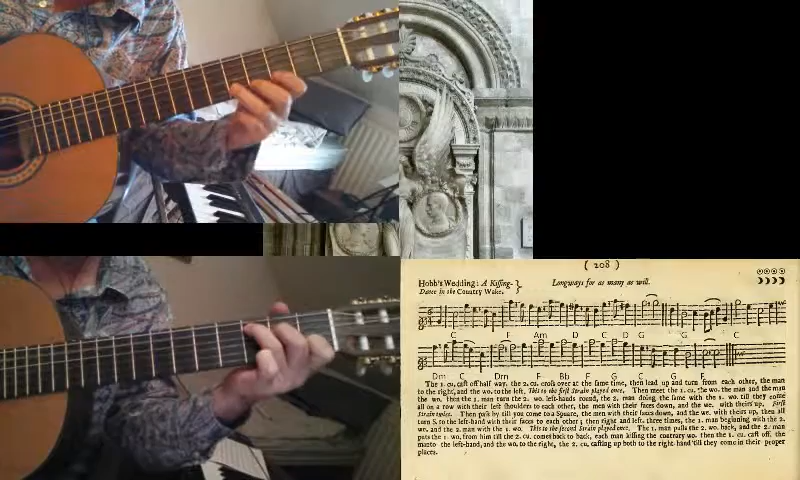 ( 208 )
Hobb's Wedding: A Kissing-
Dance in the Country Wake.
Longways for as many as will.
C F Am D C D G G C
Dm C Dm F Bb F G C G F
The 1. cu. cast off half way, the 2. cu. cross over at the same time, then lead up and turn from each other, the man
to the right, and the wo. to the left. This to the first Strain played once. Then meet the 1. cu. the wo. the man and the man
the wo. then the 1. man turn the 2. wo. left-hands round, the 2. man doing the same with the 1. wo. till they come
all on a row with their left shoulders to each other, the men with their faces down, and the we. with theirs up. First
Strain twice. Then pass by till you come to a Square, the men with their faces down, and the we. with theirs up, then all
turn S. to the left-hand with their faces to each other; then right and left three times, the 1. man beginning with the 2.
wo. and the 2. man with the 1. wo. This to the second Strain played once. The 1. man pulls the 2. wo. back, and the 2. man
puts the 1. wo. from him till the 2. cu. comes back to back, each man kissing the contrary wo. then the 1. cu. cast off, the
man to the left-hand, and the wo. to the right, the 2. cu. casting up both to the right-hand till they come in their proper
places.